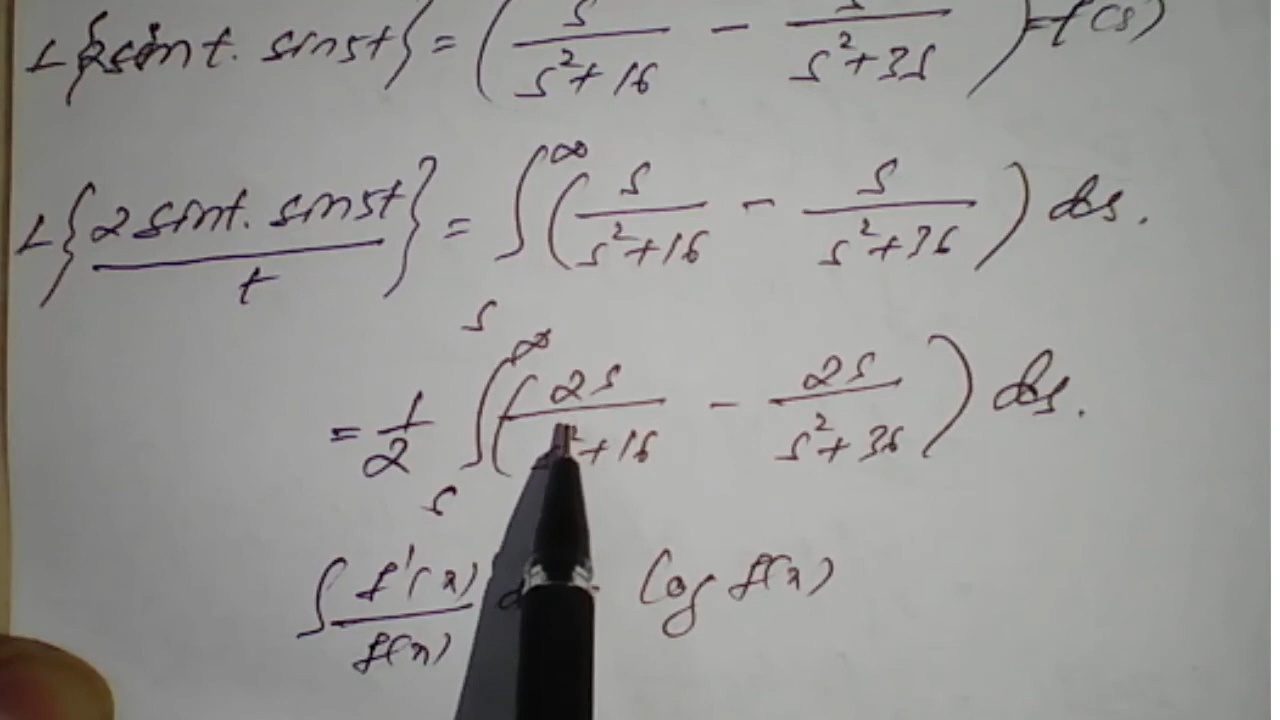 L{2sint. sin5t} = (s/s²+16 - s/s²+36) = f(s)
L{2sint. sin5t/t} = ∫s^∞ (s/s²+16 - s/s²+36) ds.
= 1/2 ∫s^∞ (2s/s²+16 - 2s/s²+36) ds.
∫ f'(x)/f(x) log f(x)